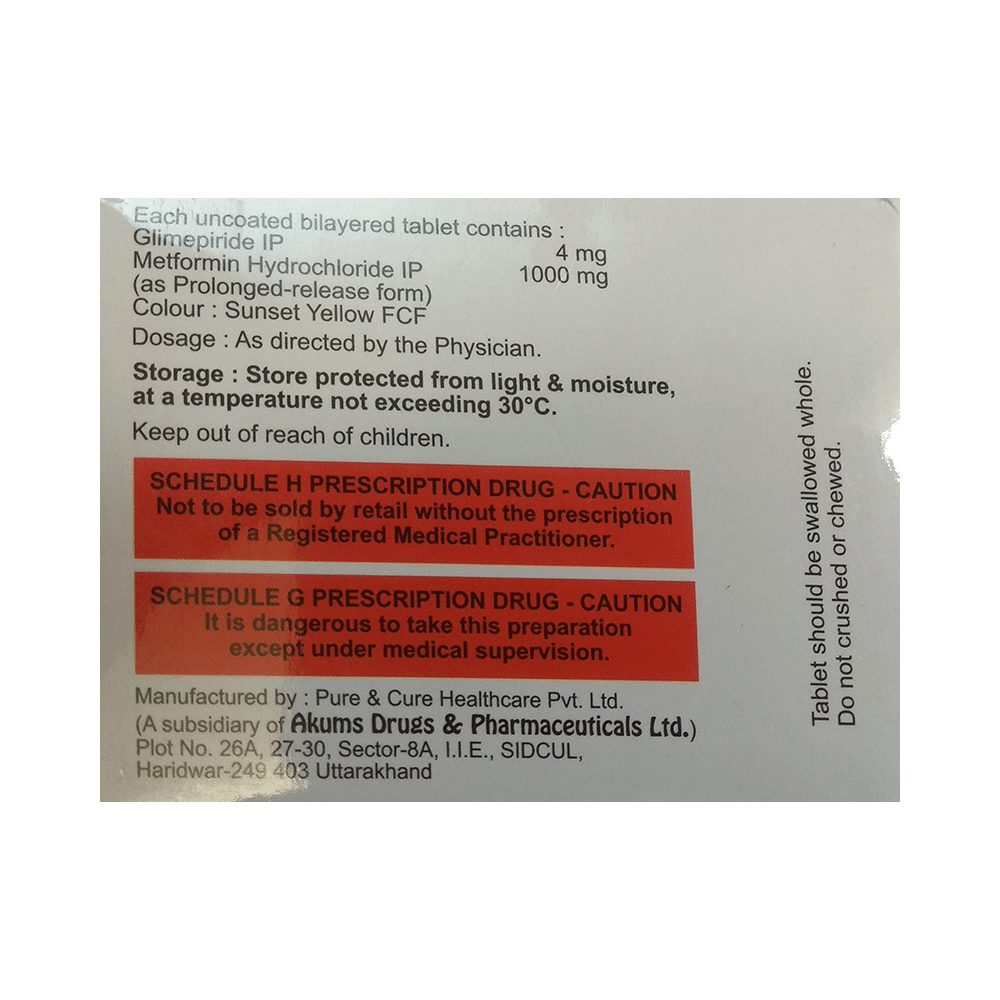 Each uncoated bilayered tablet contains :
Glimepiride IP 4 mg
Metformin Hydrochloride IP 1000 mg
(as Prolonged-release form)
Colour : Sunset Yellow FCF
Dosage : As directed by the Physician.
Storage : Store protected from light & moisture,
at a temperature not exceeding 30°C.
Keep out of reach of children.
SCHEDULE H PRESCRIPTION DRUG - CAUTION
Not to be sold by retail without the prescription
of a Registered Medical Practitioner.
SCHEDULE G PRESCRIPTION DRUG - CAUTION
It is dangerous to take this preparation
except under medical supervision.
Manufactured by : Pure & Cure Healthcare Pvt. Ltd.
(A subsidiary of Akums Drugs & Pharmaceuticals Ltd.)
Plot No. 26A, 27-30, Sector-8A, I.I.E., SIDCUL,
Haridwar-249 403 Uttarakhand
Tablet should be swallowed whole.
Do not crushed or chewed.